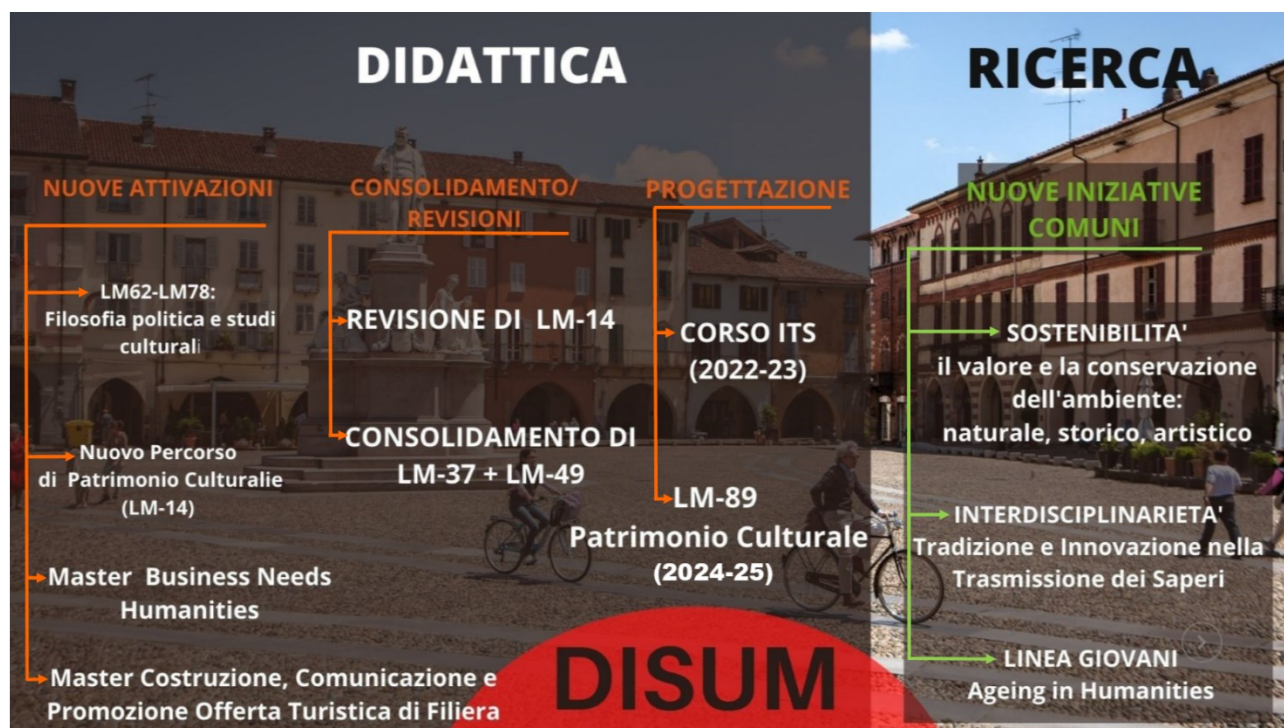 DIDATTICA
NUOVE ATTIVAZIONI
LM62-LM78:
Filosofia politica e studi
culturali
Nuovo Percorso
di Patrimonio Culturalie
(LM-14)
Master Business Needs
Humanities
Master Costruzione, Comunicazione e
Promozione Offerta Turistica di Filiera
CONSOLIDAMENTO/
REVISIONI
REVISIONE DI LM-14
CONSOLIDAMENTO DI
LM-37 + LM-49
PROGETTAZIONE
CORSO ITS
(2022-23)
LM-89
Patrimonio Culturale
(2024-25)
DISUM
RICERCA
NUOVE INIZIATIVE
COMUNI
SOSTENIBILITA'
il valore e la conservazione
dell'ambiente:
naturale, storico, artistico
INTERDISCIPLINARIETA'
Tradizione e Innovazione nella
Trasmissione dei Saperi
LINEA GIOVANI
Ageing in Humanities